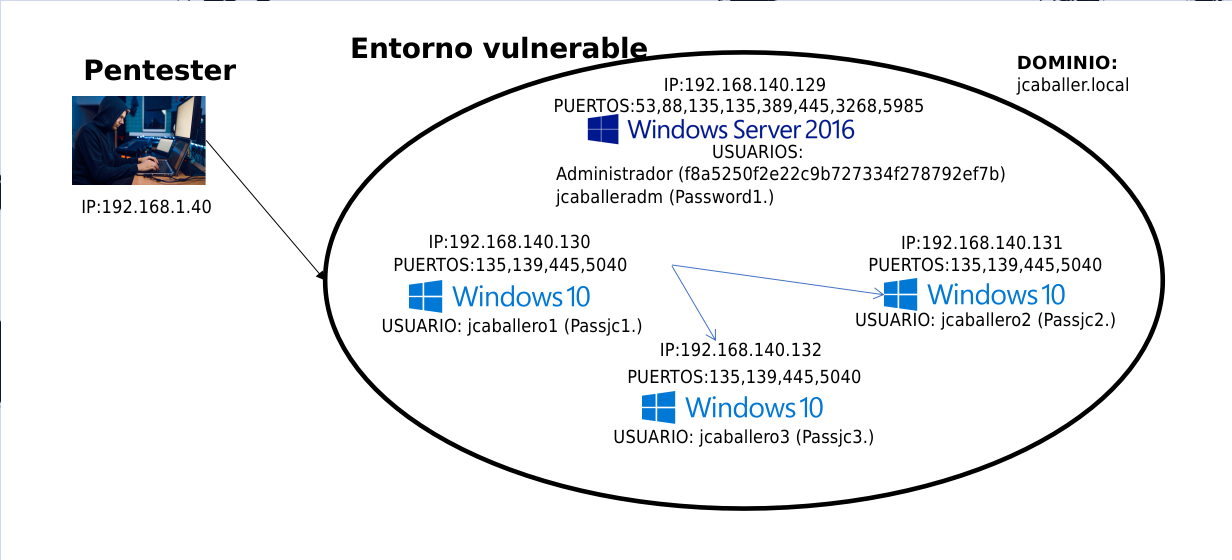 Entorno vulnerable
Pentester
DOMINIO:
jcaballer.local
IP:192.168.140.129
PUERTOS:53,88,135,135,389,445,3268,5985
Windows Server 2016
USUARIOS:
Administrador (f8a5250f2e22c9b727334f278792ef7b)
jcaballeradm (Password1.)
IP:192.168.1.40
IP:192.168.140.130
PUERTOS:135,139,445,5040
Windows 10
USUARIO: jcaballero1 (Passjc1.)
IP:192.168.140.131
PUERTOS:135,139,445,5040
Windows 10
USUARIO: jcaballero2 (Passjc2.)
IP:192.168.140.132
PUERTOS:135,139,445,5040
Windows 10
USUARIO: jcaballero3 (Passjc3.)